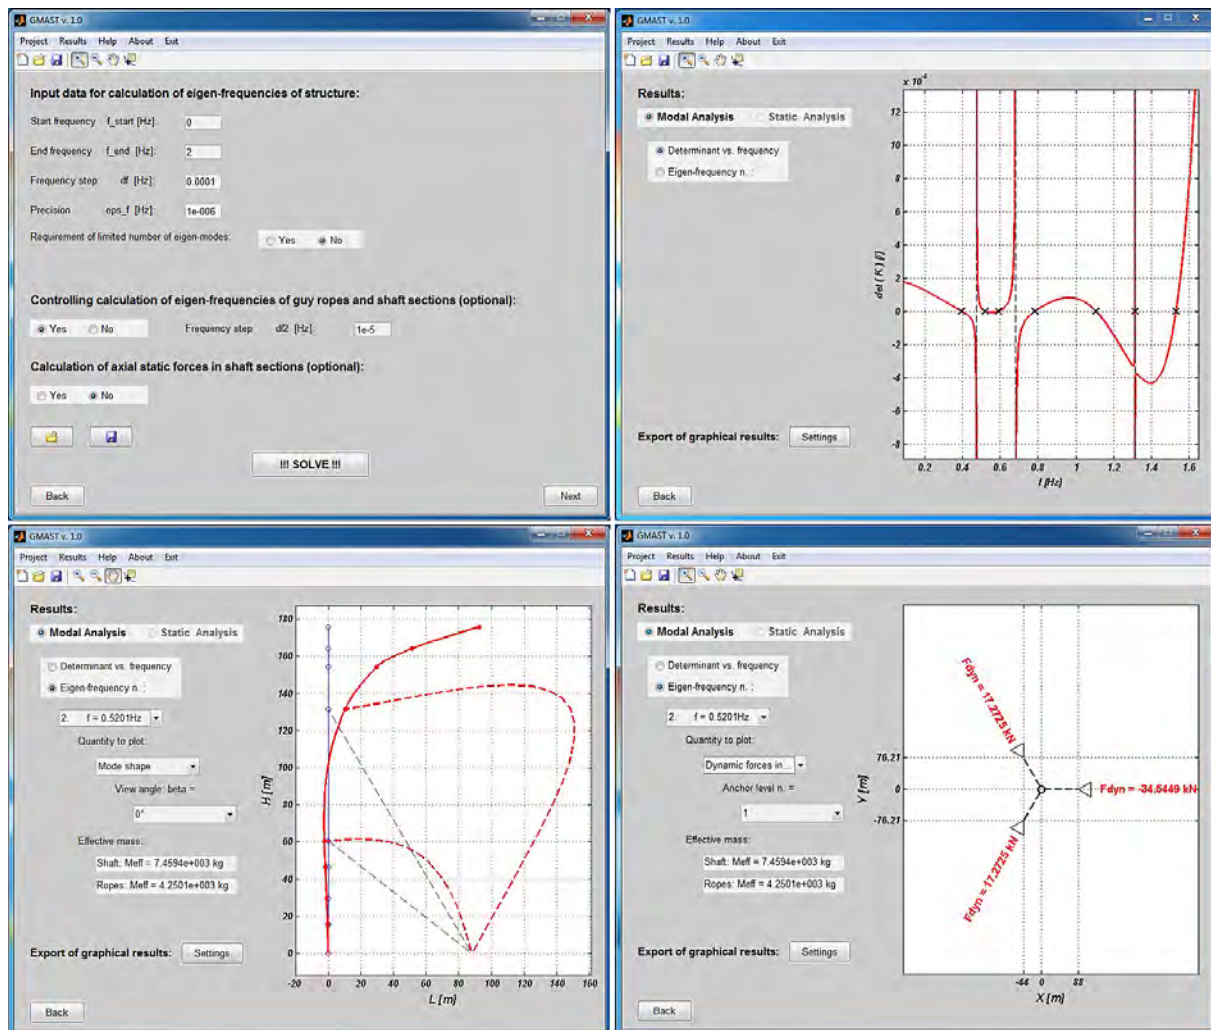 GMAST v. 1.0
Project Results Help About Exit
Input data for calculation of eigen-frequencies of structure:
Start frequency f_start [Hz]: 0
End frequency f_end [Hz]: 2
Frequency step df [Hz]: 0.0001
Precision eps_f [Hz]: 1e-006
Requirement of limited number of eigen-modes: Yes No
Controlling calculation of eigen-frequencies of guy ropes and shaft sections (optional):
Yes No Frequency step df2 [Hz]: 1e-5
Calculation of axial static forces in shaft sections (optional):
Yes No
!!! SOLVE !!!
Back Next
GMAST v. 1.0
Project Results Help About Exit
Results:
Modal Analysis Static Analysis
Determinant vs. frequency
Eigen-frequency n. :
Export of graphical results: Settings
Back
12
10
8
6
4
2
0
-2
-4
-6
-8
det ( K ) [/]
0.2 0.4 0.6 0.8 1 1.2 1.4 1.6
f [Hz]
GMAST v. 1.0
Project Results Help About Exit
Results:
Modal Analysis Static Analysis
Determinant vs. frequency
Eigen-frequency n. :
2. f = 0.5201Hz
Quantity to plot:
Mode shape
View angle: beta =
0°
Effective mass:
Shaft: Meff = 7.4594e+003 kg
Ropes: Meff = 4.2501e+003 kg
Export of graphical results: Settings
Back
180
160
140
120
100
80
60
40
20
0
H [m]
-20 0 20 40 60 80 100 120 140 160
L [m]
GMAST v. 1.0
Project Results Help About Exit
Results:
Modal Analysis Static Analysis
Determinant vs. frequency
Eigen-frequency n. :
2. f = 0.5201Hz
Quantity to plot:
Dynamic forces in...
Anchor level n. =
1
Effective mass:
Shaft: Meff = 7.4594e+003 kg
Ropes: Meff = 4.2501e+003 kg
Export of graphical results: Settings
Back
Fdyn = 17.2725 kN
Fdyn = -34.5449 kN
Fdyn = 17.2725 kN
76.21
0
-76.21
Y [m]
-44 0 88
X [m]